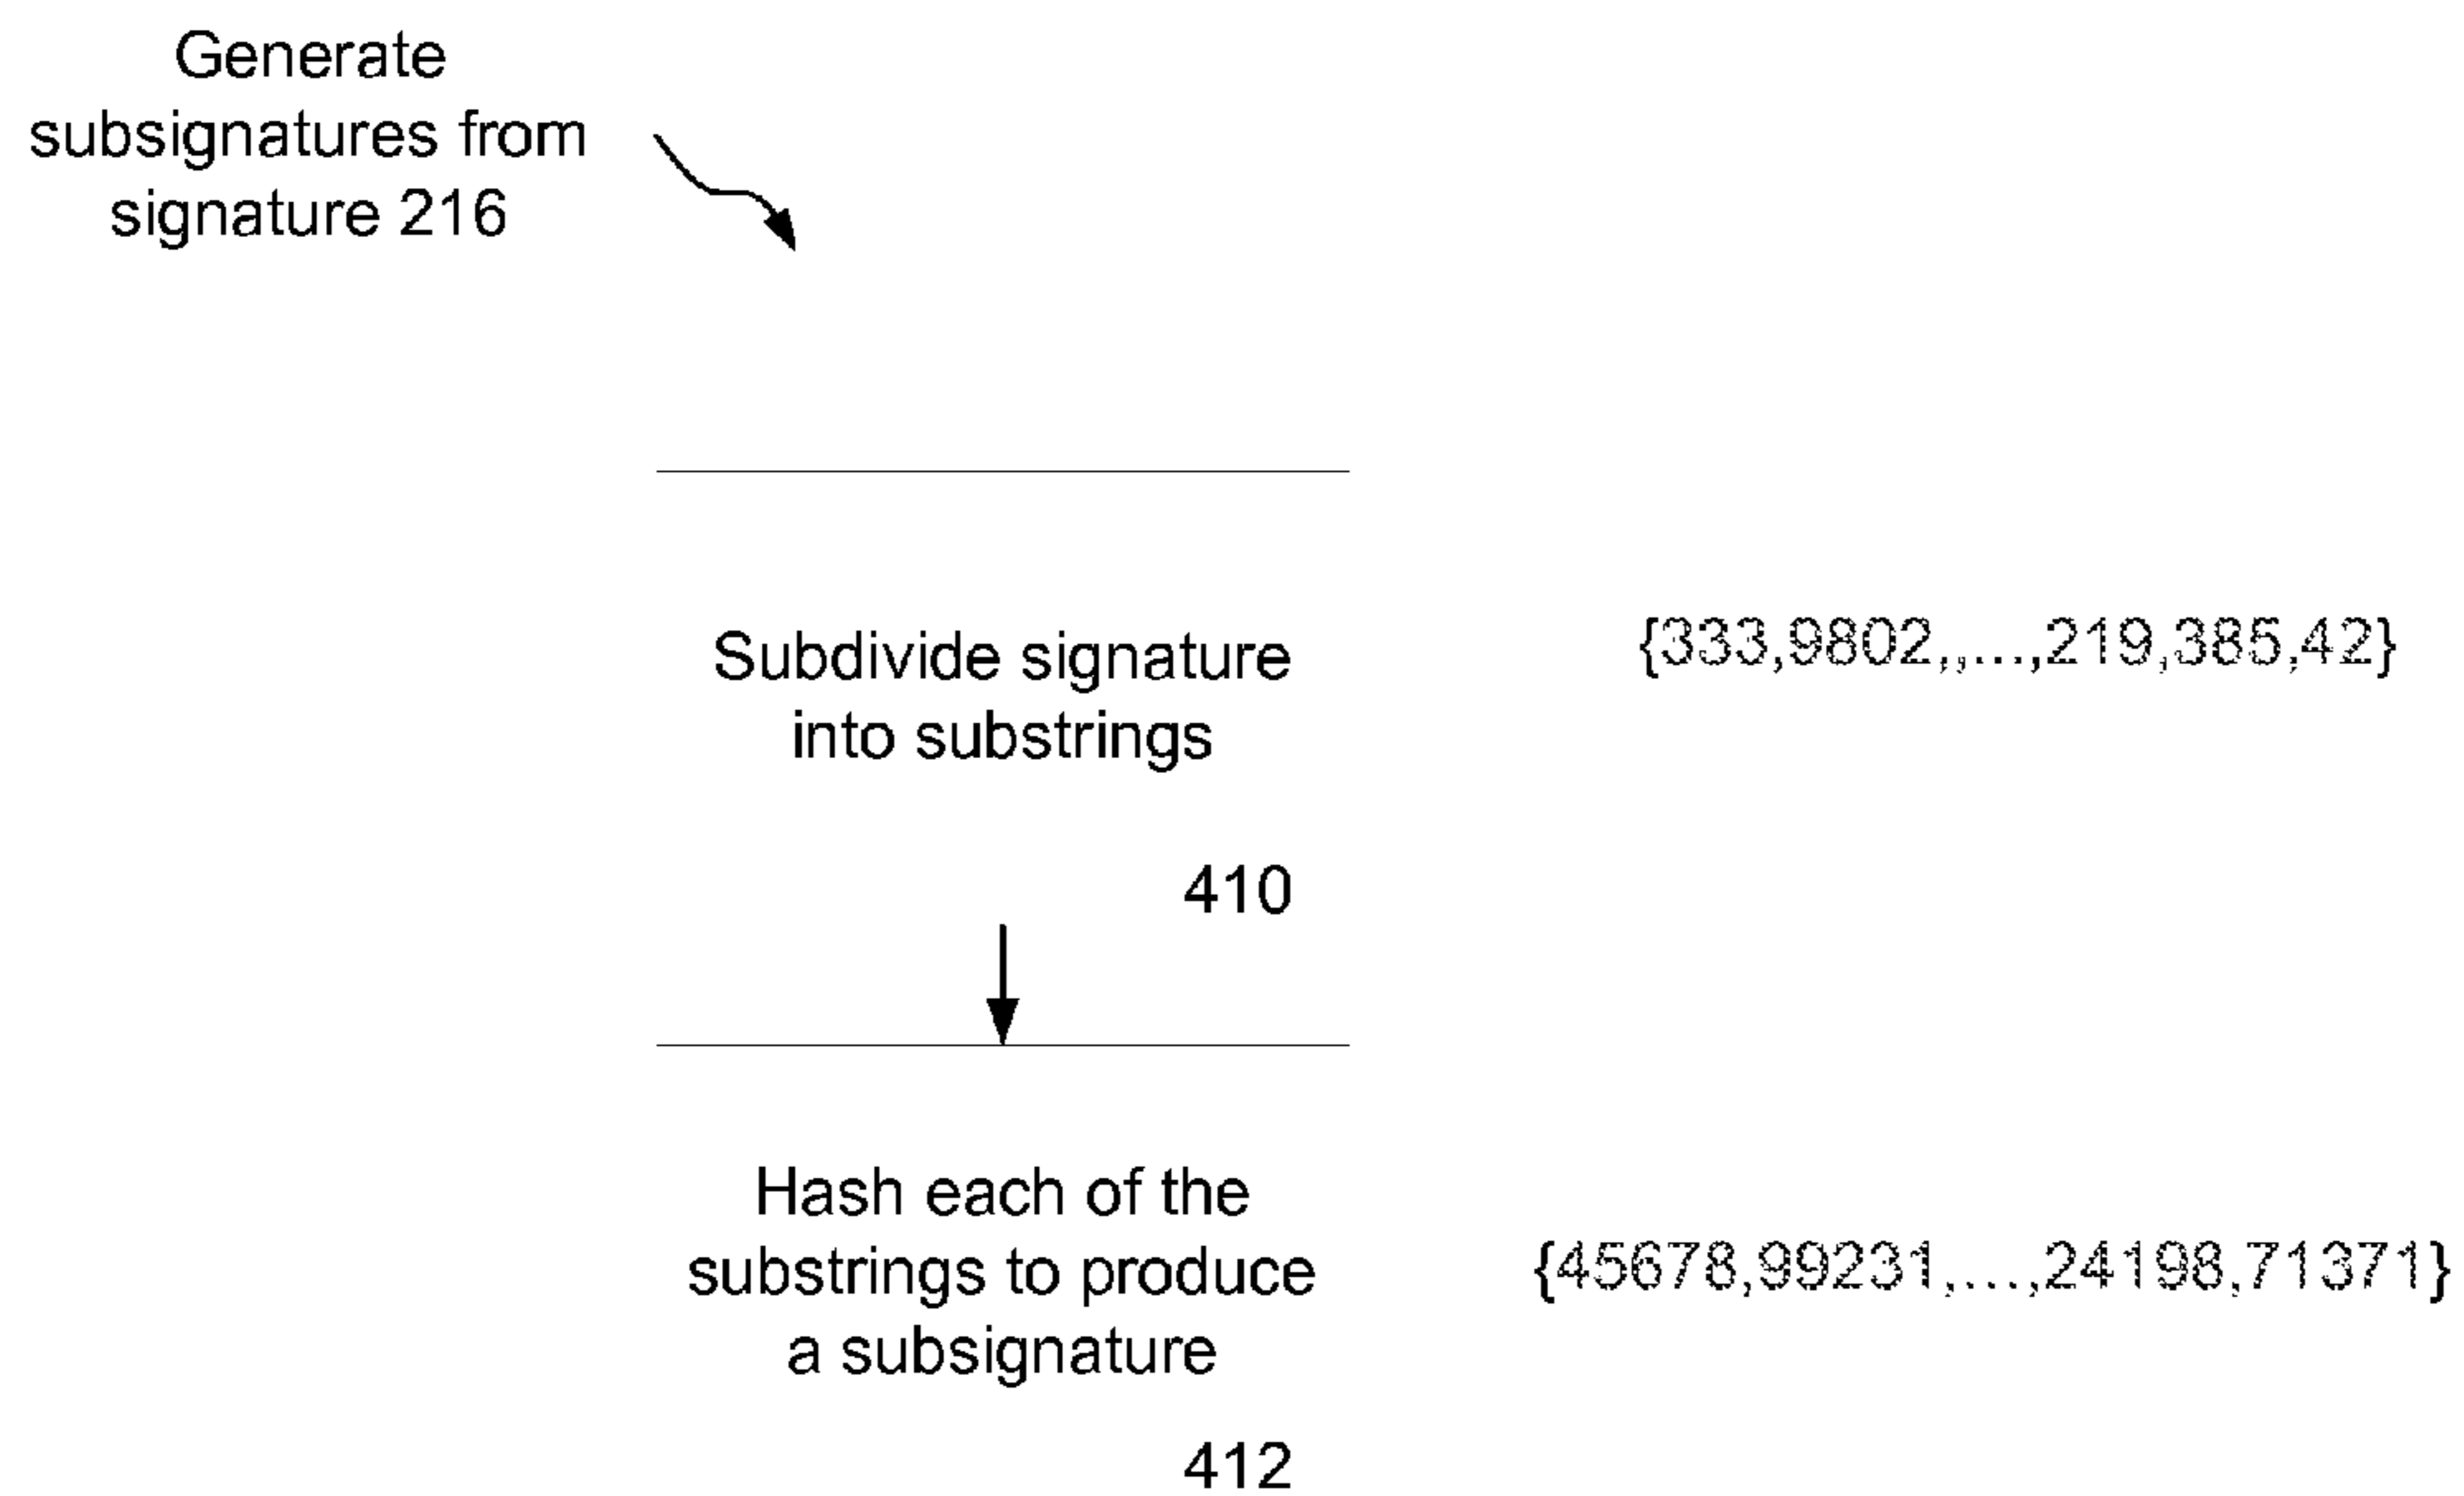 Generate
subsignatures from
signature 216
Subdivide signature
into substrings
{333,9802,,...,219,385,42}
410
Hash each of the
substrings to produce
a subsignature
{45678,99231,...,24198,71371}
412